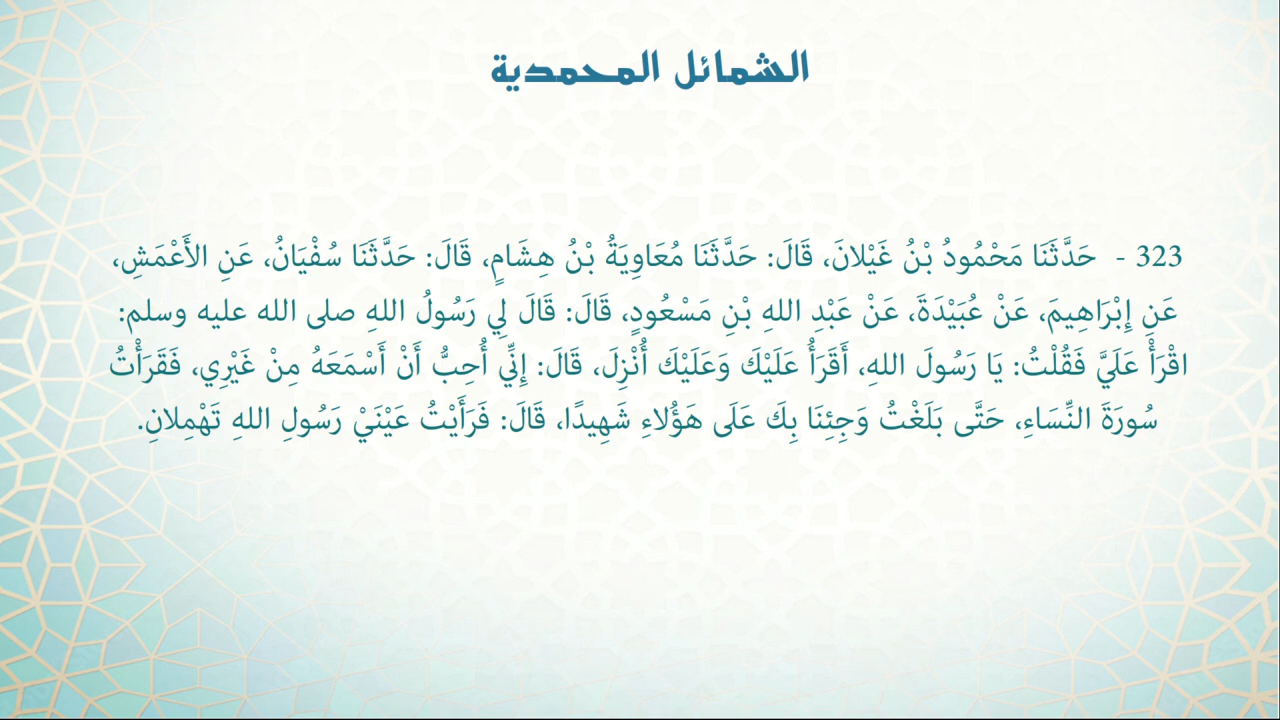 الشمائل المحمدية
323 - حَدَّثَنَا مَحْمُودُ بْنُ غَيْلانَ، قَالَ: حَدَّثَنَا مُعَاوِيَةُ بْنُ هِشَامٍ، قَالَ: حَدَّثَنَا سُفْيَانُ، عَنِ الأَعْمَشِ،
عَنِ إِبْرَاهِيمَ، عَنْ عُبَيْدَةَ، عَنْ عَبْدِ اللهِ بْنِ مَسْعُودٍ، قَالَ: قَالَ لِي رَسُولُ اللهِ صلى الله عليه وسلم:
اقْرَأْ عَلَيَّ فَقُلْتُ: يَا رَسُولَ اللهِ، أَقَرَأُ عَلَيْكَ وَعَلَيْكَ أُنْزِلَ، قَالَ: إِنِّي أُحِبُّ أَنْ أَسْمَعَهُ مِنْ غَيْرِي، فَقَرَأْتُ
سُورَةَ النِّسَاءِ، حَتَّى بَلَغْتُ وَجِئِنَا بِكَ عَلَى هَؤُلاءِ شَهِيدًا، قَالَ: فَرَأَيْتُ عَيْنَيْ رَسُولِ اللهِ تَهْمِلانِ.